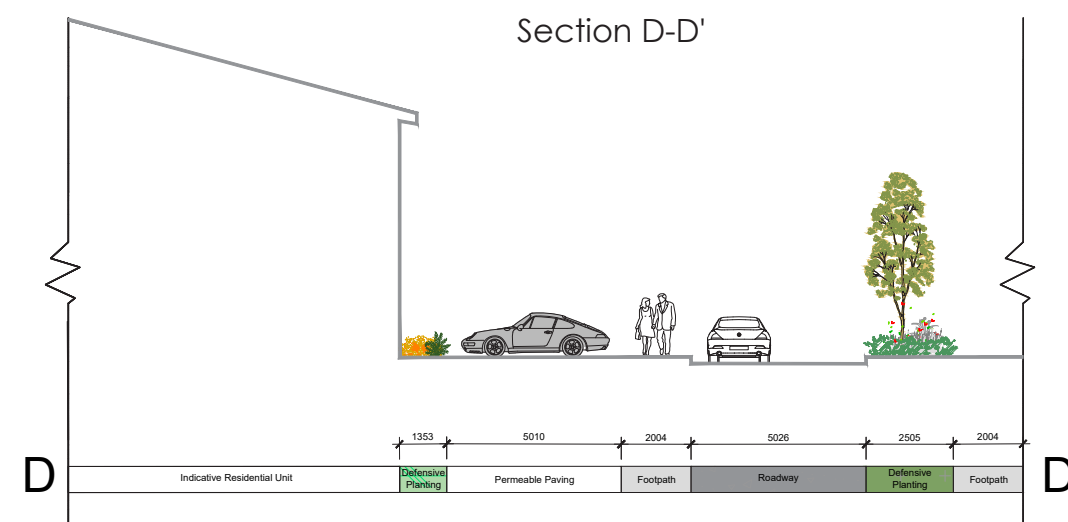 Section D-D'
1353
5010
2004
5026
2505
2004
D
Indicative Residential Unit
Defensive
Planting
Permeable Paving
Footpath
Roadway
Defensive
Planting
Footpath
D